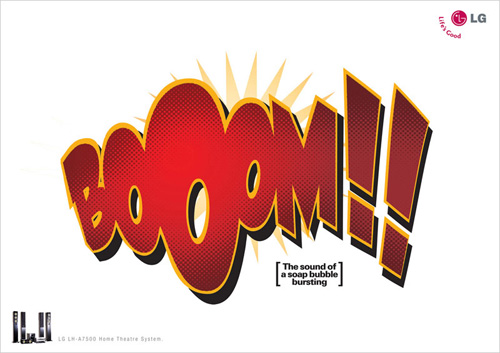 LG
Life's Good
BOOOM!!
[The sound of
a soap bubble
bursting]
LG LH-A7500 Home Theatre System.